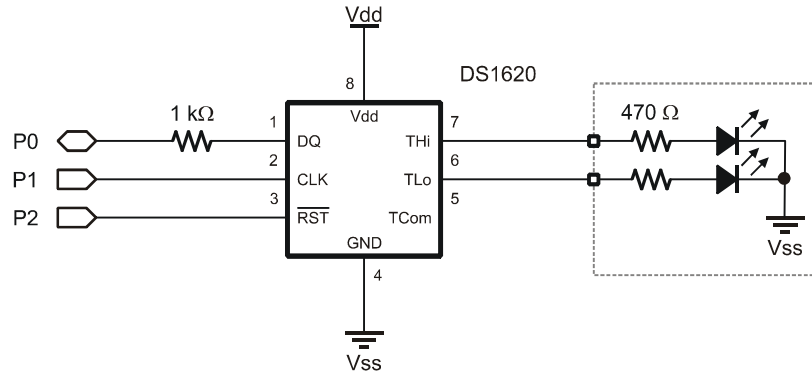 Vdd
DS1620
8
1 kΩ
470 Ω
Vdd
P0
1
DQ
THi
7
P1
2
CLK
TLo
6
P2
3
RST
TCom
5
GND
4
Vss
Vss